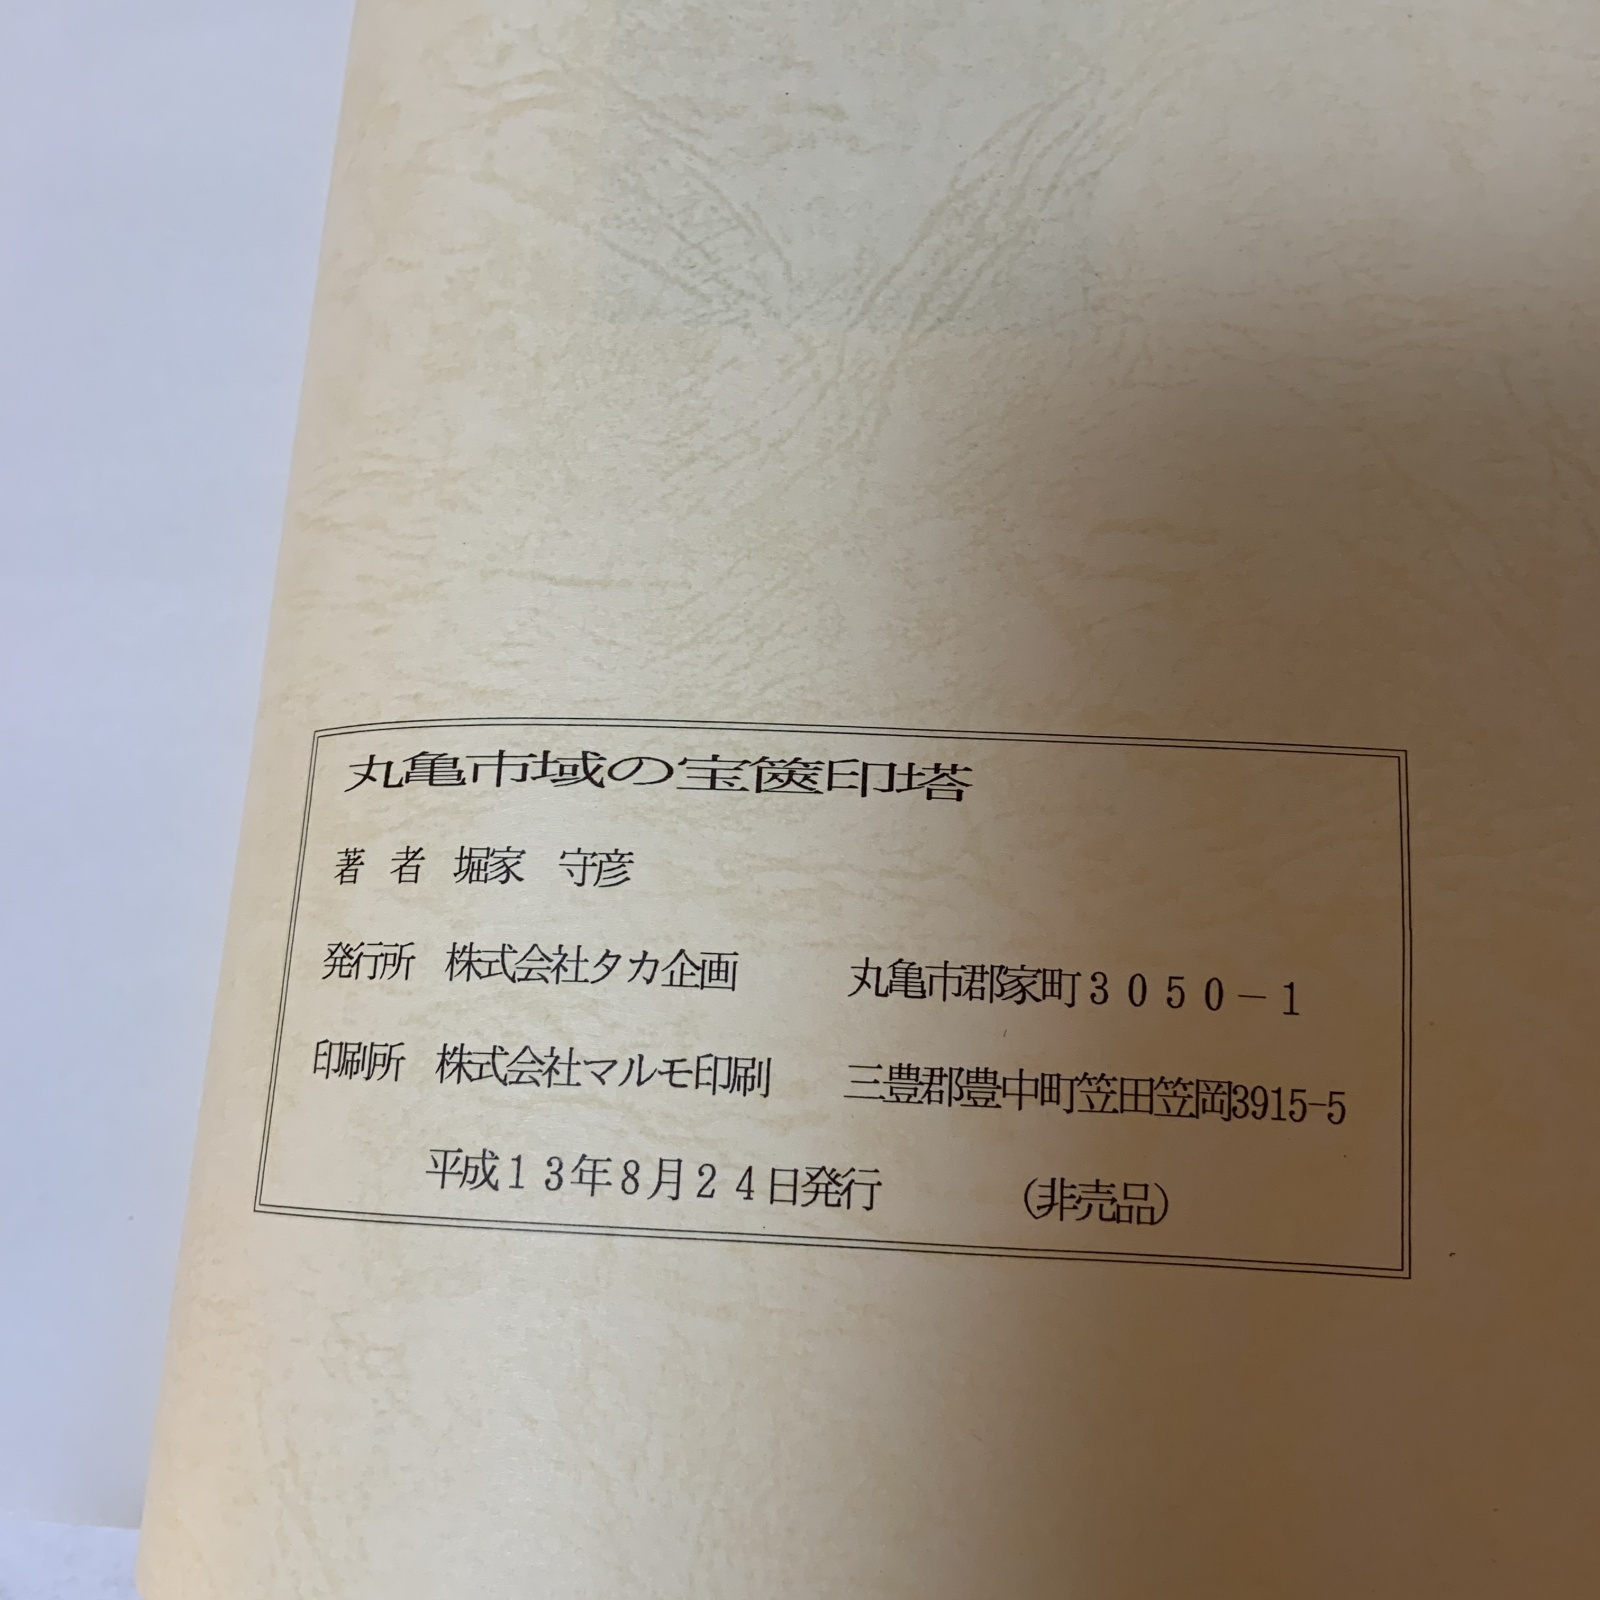 丸亀市域の宝篋印塔
著　者　堀家　守彦
発行所　株式会社タカ企画　丸亀市郡家町３０５０－１
印刷所　株式会社マルモ印刷　三豊郡豊中町笠田笠岡3915-5
平成１３年８月２４日発行　（非売品）